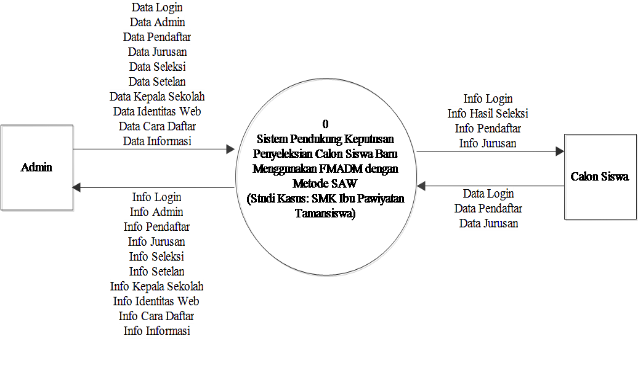 Data Login
Data Admin
Data Pendaftar
Data Jurusan
Data Seleksi
Data Setelan
Data Kepala Sekolah
Data Identitas Web
Data Cara Daftar
Data Informasi
Admin
Info Login
Info Admin
Info Pendaftar
Info Jurusan
Info Seleksi
Info Setelan
Info Kepala Sekolah
Info Identitas Web
Info Cara Daftar
Info Informasi
0
Sistem Pendukung Keputusan
Penyeleksian Calon Siswa Baru
Menggunakan FMADM dengan
Metode SAW
(Studi Kasus: SMK Ibu Pawiyatan
Tamansiswa)
Info Login
Info Hasil Seleksi
Info Pendaftar
Info Jurusan
Calon Siswa
Data Login
Data Pendaftar
Data Jurusan